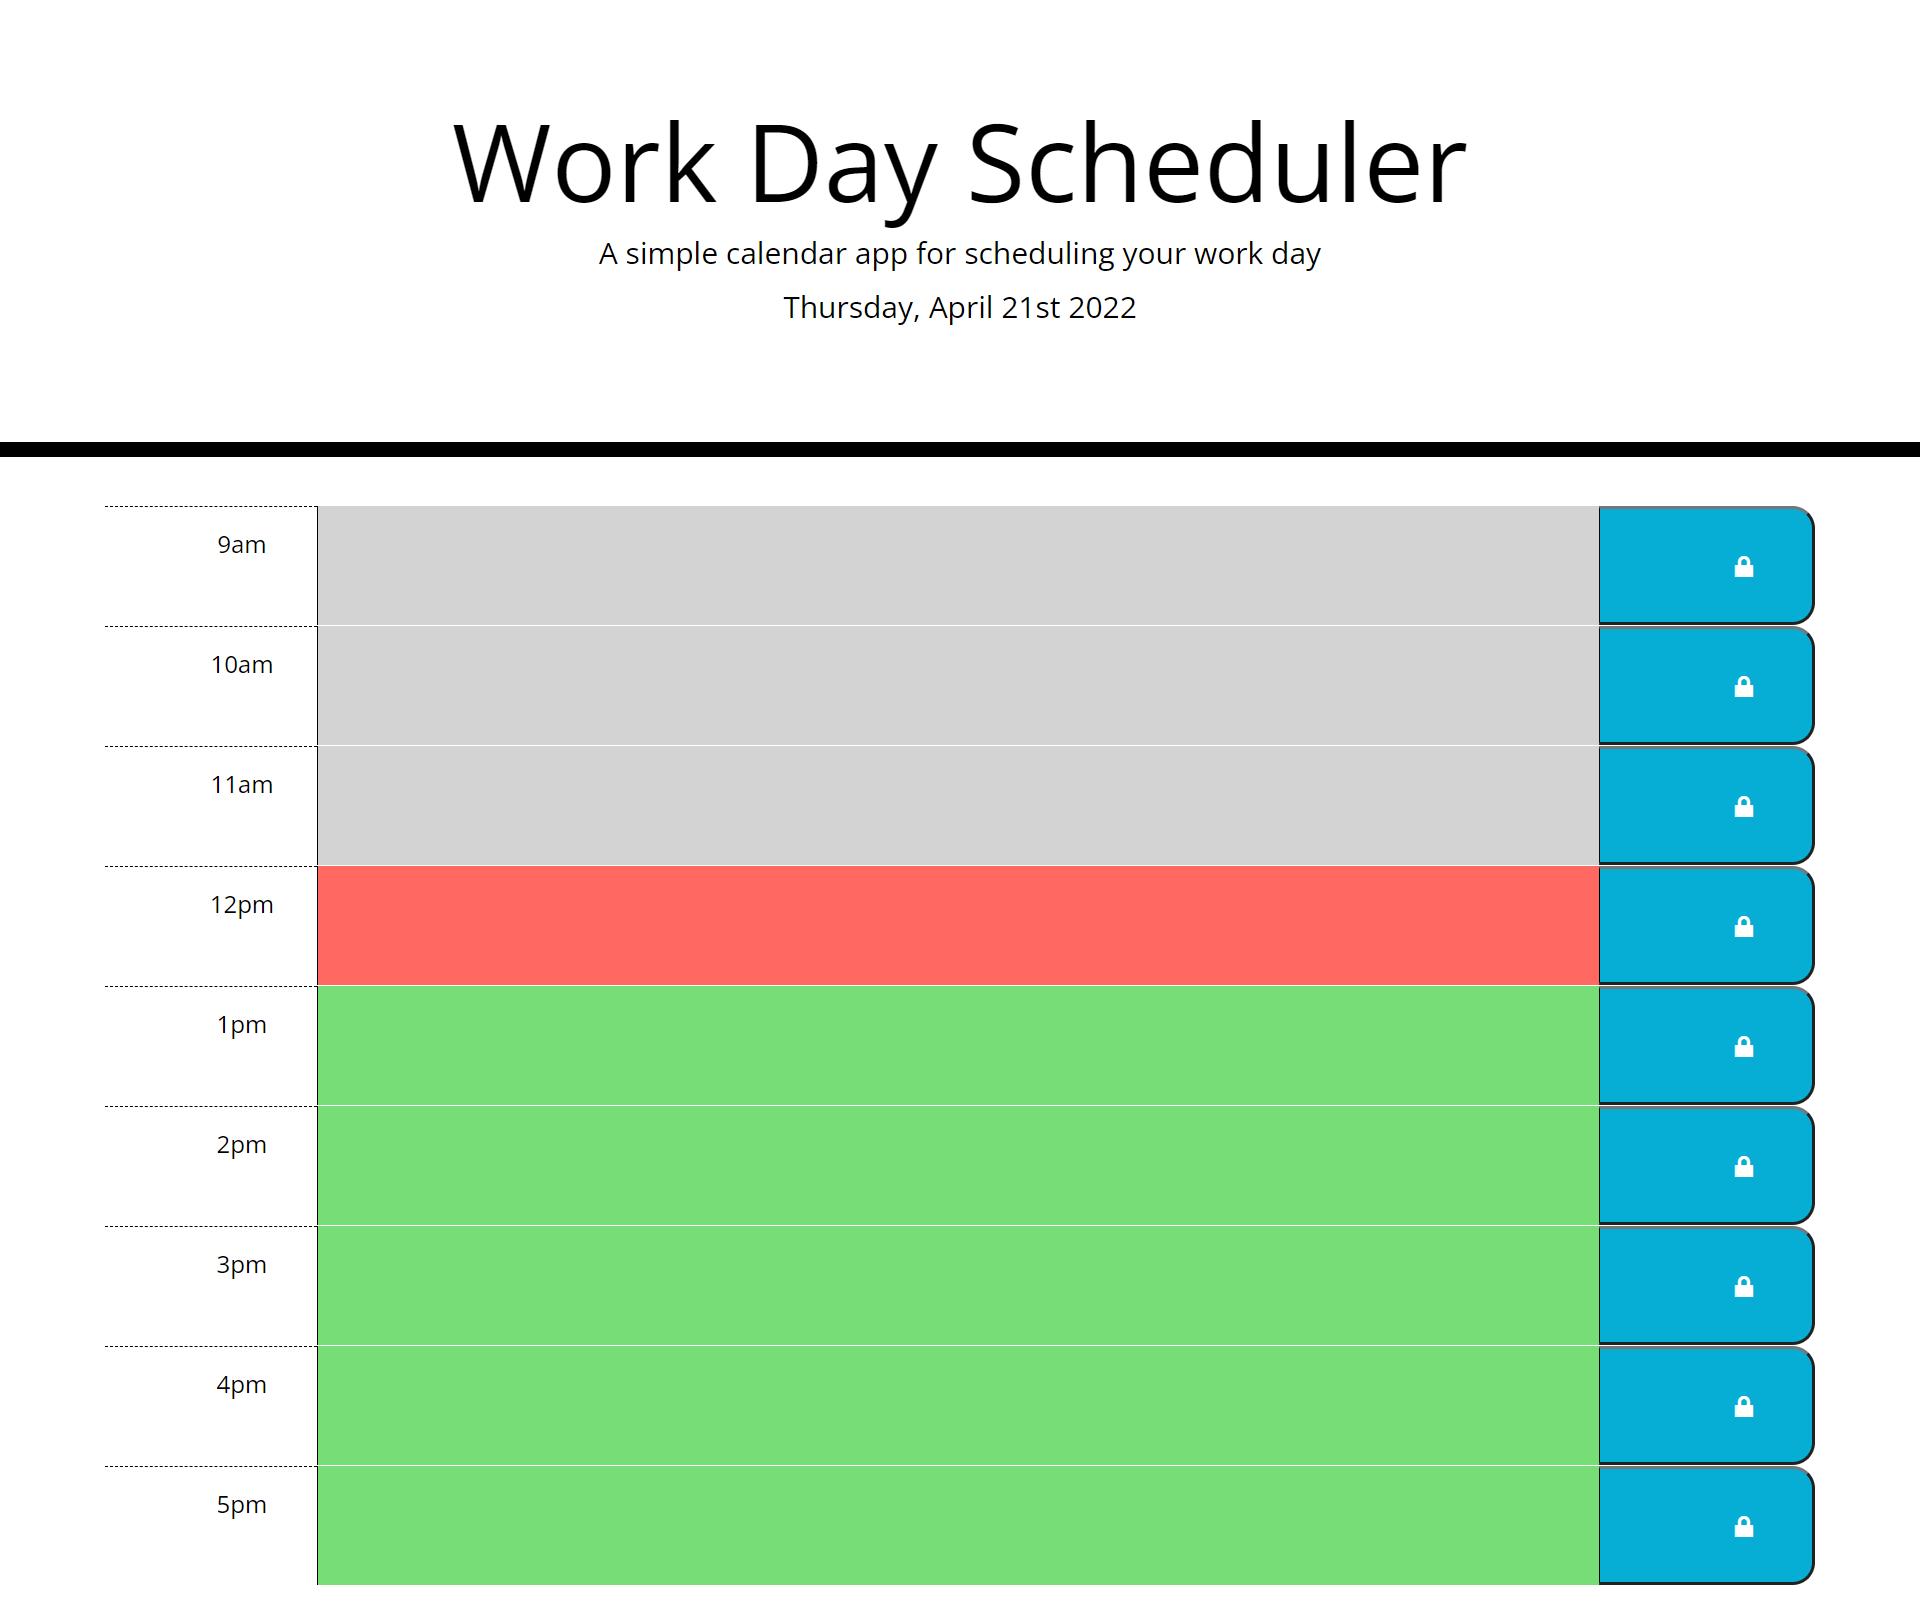 Work Day Scheduler
A simple calendar app for scheduling your work day
Thursday, April 21st 2022
9am
10am
11am
12pm
1pm
2pm
3pm
4pm
5pm